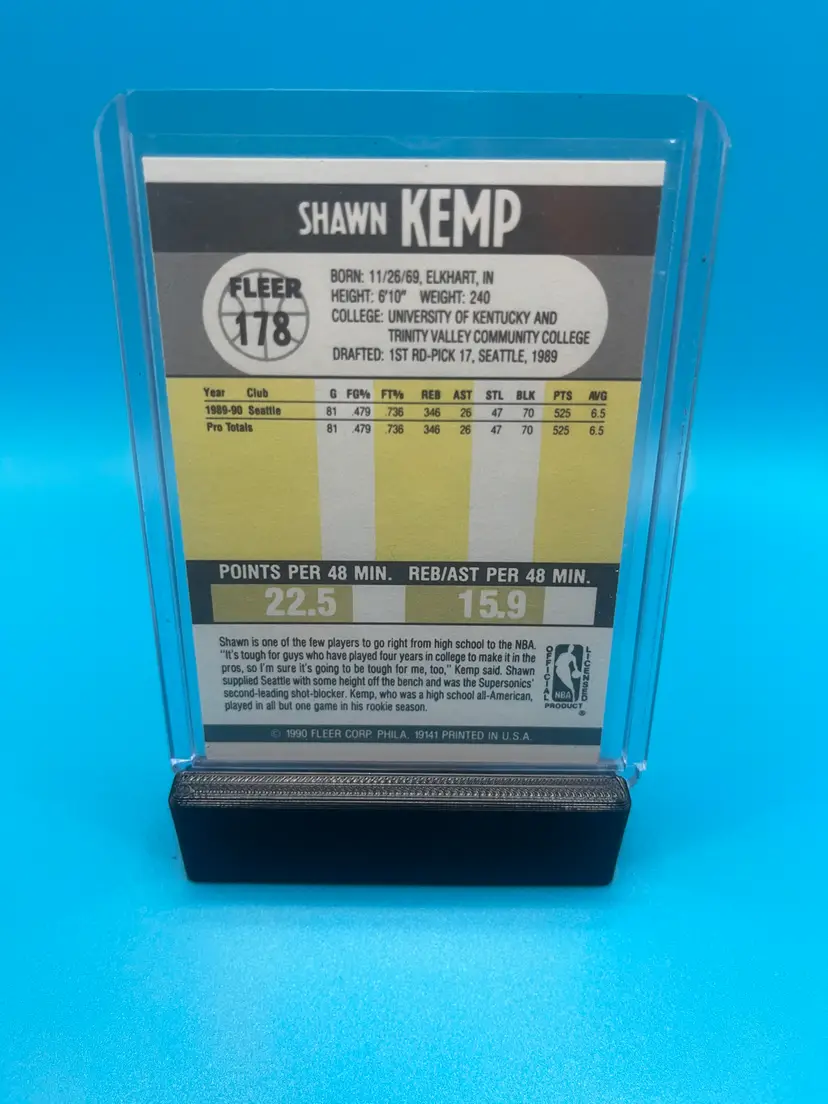 SHAWN KEMP
FLEER
178
BORN: 11/26/69, ELKHART, IN
HEIGHT: 6'10" WEIGHT: 240
COLLEGE: UNIVERSITY OF KENTUCKY AND
TRINITY VALLEY COMMUNITY COLLEGE
DRAFTED: 1ST RD-PICK 17, SEATTLE, 1989
Year Club G FG% FT% REB AST STL BLK PTS AVG
1989-90 Seattle 81 .479 .736 346 26 47 70 525 6.5
Pro Totals 81 .479 .736 346 26 47 70 525 6.5
POINTS PER 48 MIN. REB/AST PER 48 MIN.
22.5 15.9
Shawn is one of the few players to go right from high school to the NBA.
"It's tough for guys who have played four years in college to make it in the
pros, so I'm sure it's going to be tough for me, too," Kemp said. Shawn
supplied Seattle with some height off the bench and was the Supersonics'
second-leading shot-blocker. Kemp, who was a high school all-American,
played in all but one game in his rookie season.
OFFICIAL
NBA
LICENSED
PRODUCT
®
© 1990 FLEER CORP. PHILA. 19141 PRINTED IN U.S.A.